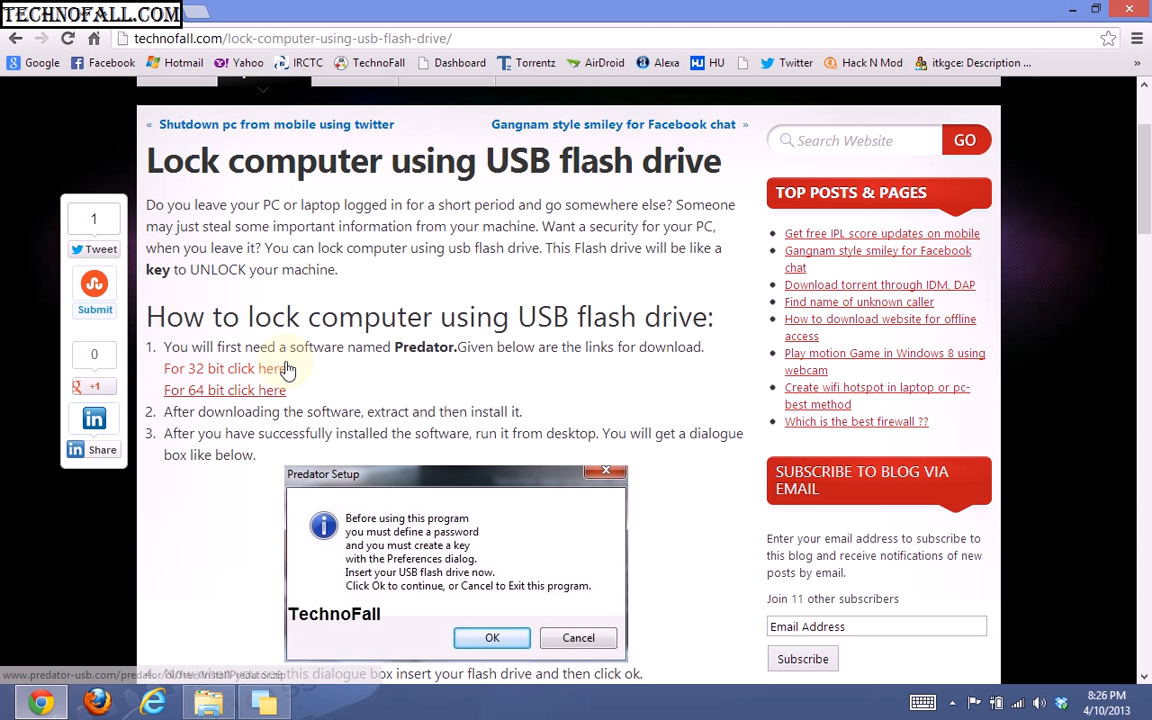 TECHNOFALL.COM
technofall.com/lock-computer-using-usb-flash-drive/
Google Facebook Hotmail Yahoo IRCTC TechnoFall Dashboard Torrentz AirDroid Alexa HU Twitter Hack N Mod itkgce: Description ... »
« Shutdown pc from mobile using twitter
Gangnam style smiley for Facebook chat »
Lock computer using USB flash drive
Do you leave your PC or laptop logged in for a short period and go somewhere else? Someone
may just steal some important information from your machine. Want a security for your PC,
when you leave it? You can lock computer using usb flash drive. This Flash drive will be like a
key to UNLOCK your machine.
1
Tweet
Submit
0
+1
in
in Share
How to lock computer using USB flash drive:
1. You will first need a software named Predator.Given below are the links for download.
For 32 bit click here
For 64 bit click here
2. After downloading the software, extract and then install it.
3. After you have successfully installed the software, run it from desktop. You will get a dialogue
box like below.
Predator Setup
Before using this program
you must define a password
and you must create a key
with the Preferences dialog.
Insert your USB flash drive now.
Click Ok to continue, or Cancel to Exit this program.
TechnoFall
OK
Cancel
box insert your flash drive and then click ok.
Search Website
GO
TOP POSTS & PAGES
Get free IPL score updates on mobile
Gangnam style smiley for Facebook
chat
Download torrent through IDM, DAP
Find name of unknown caller
How to download website for offline
access
Play motion Game in Windows 8 using
webcam
Create wifi hotspot in laptop or pc-
best method
Which is the best firewall ??
SUBSCRIBE TO BLOG VIA
EMAIL
Enter your email address to subscribe to
this blog and receive notifications of new
posts by email.
Join 11 other subscribers
Email Address
Subscribe
8:26 PM
4/10/2013